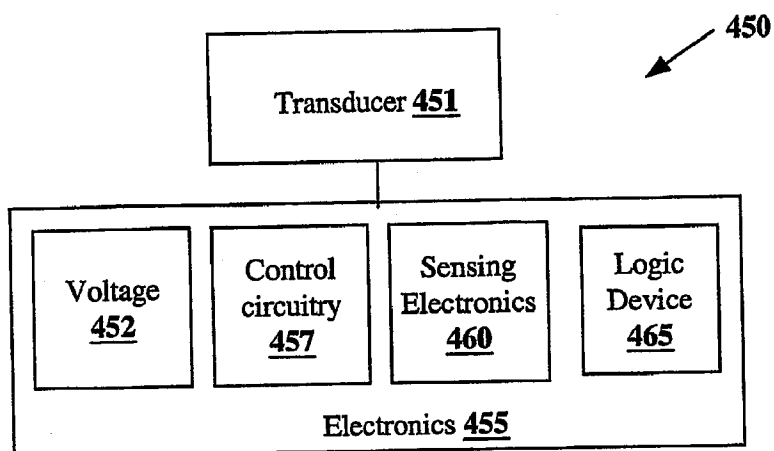 450
Transducer 451
Voltage
452
Control
circuitry
457
Sensing
Electronics
460
Logic
Device
465
Electronics 455